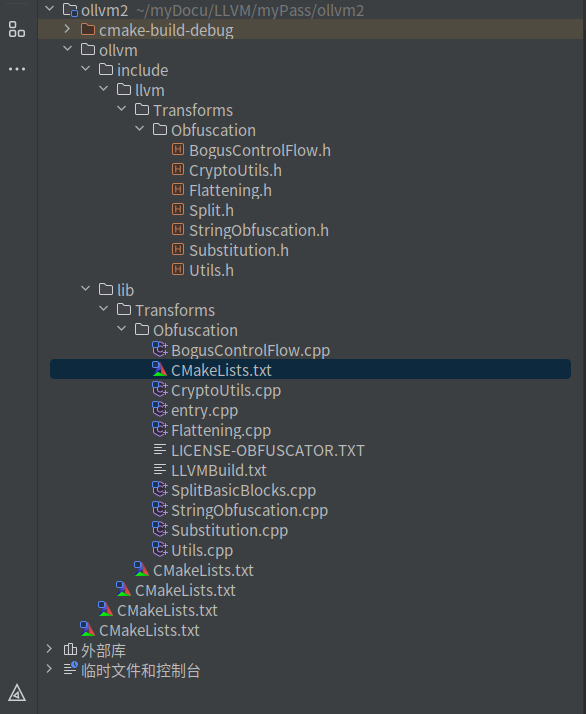 ollvm2 ~/myDocu/LLVM/myPass/ollvm2
cmake-build-debug
ollvm
include
llvm
Transforms
Obfuscation
BogusControlFlow.h
CryptoUtils.h
Flattening.h
Split.h
StringObfuscation.h
Substitution.h
Utils.h
lib
Transforms
Obfuscation
BogusControlFlow.cpp
CMakeLists.txt
CryptoUtils.cpp
entry.cpp
Flattening.cpp
LICENSE-OBFUSCATOR.TXT
LLVMBuild.txt
SplitBasicBlocks.cpp
StringObfuscation.cpp
Substitution.cpp
Utils.cpp
CMakeLists.txt
CMakeLists.txt
CMakeLists.txt
CMakeLists.txt
外部库
临时文件和控制台